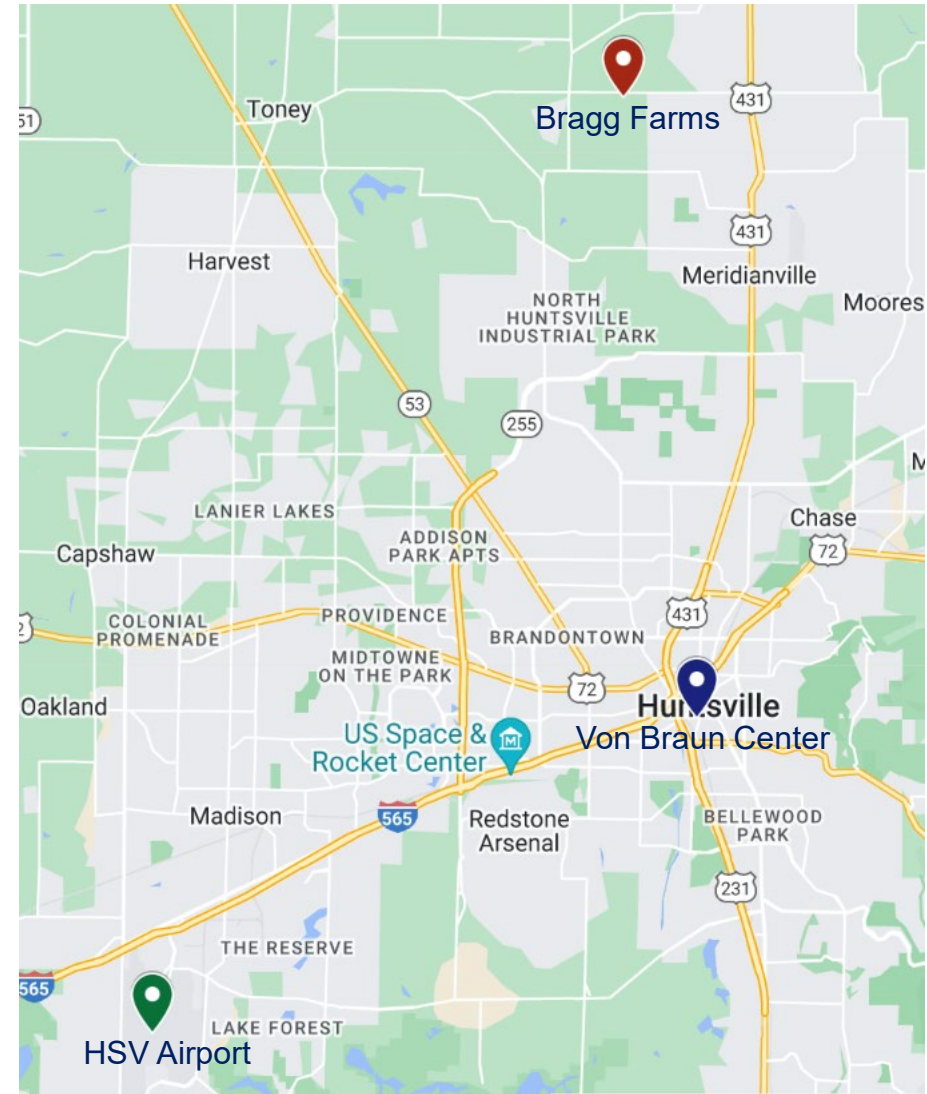 Toney
431
Bragg Farms
51
431
Harvest
Meridianville
NORTH
HUNTSVILLE
INDUSTRIAL PARK
Moores
53
255
LANIER LAKES
Chase
ADDISON
PARK APTS
Capshaw
72
COLONIAL
PROMENADE
PROVIDENCE
431
BRANDONTOWN
MIDTOWNE
ON THE PARK
72
Oakland
Huntsville
US Space &
Rocket Center
M
Von Braun Center
Madison
565
Redstone
Arsenal
BELLEWOOD
PARK
231
THE RESERVE
565
LAKE FOREST
HSV Airport